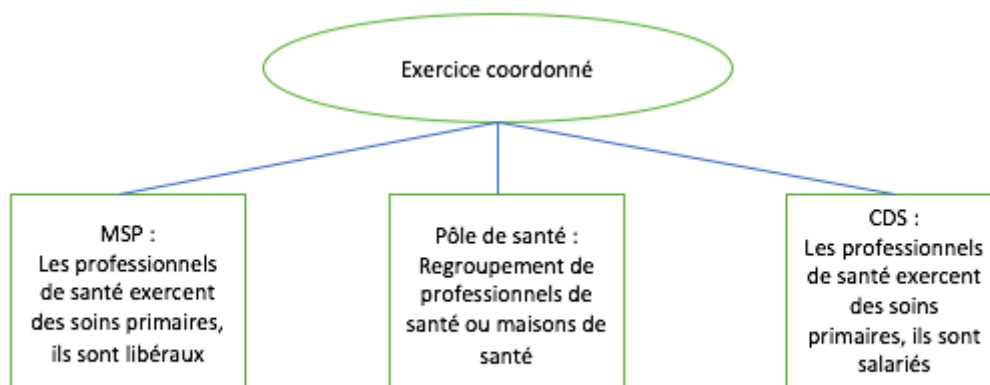 Exercice coordonné
MSP :
Les professionnels
de santé exercent
des soins primaires,
ils sont libéraux
Pôle de santé :
Regroupement de
professionnels de
santé ou maisons de
santé
CDS :
Les professionnels
de santé exercent
des soins
primaires, ils sont
salariés